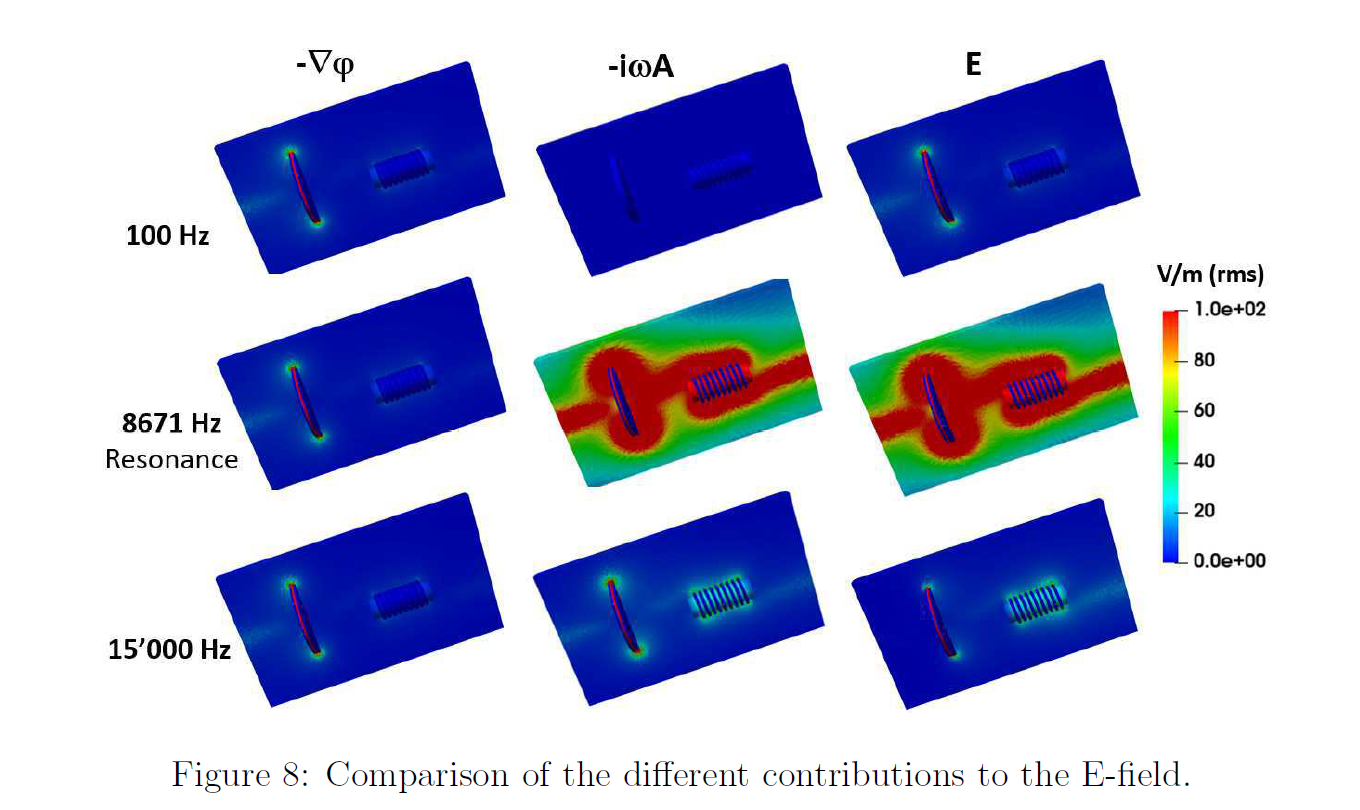 -∇φ
-iωA
E
100 Hz
8671 Hz
Resonance
15’000 Hz
V/m (rms)
1.0e+02
80
60
40
20
0.0e+00
Figure 8: Comparison of the different contributions to the E-field.